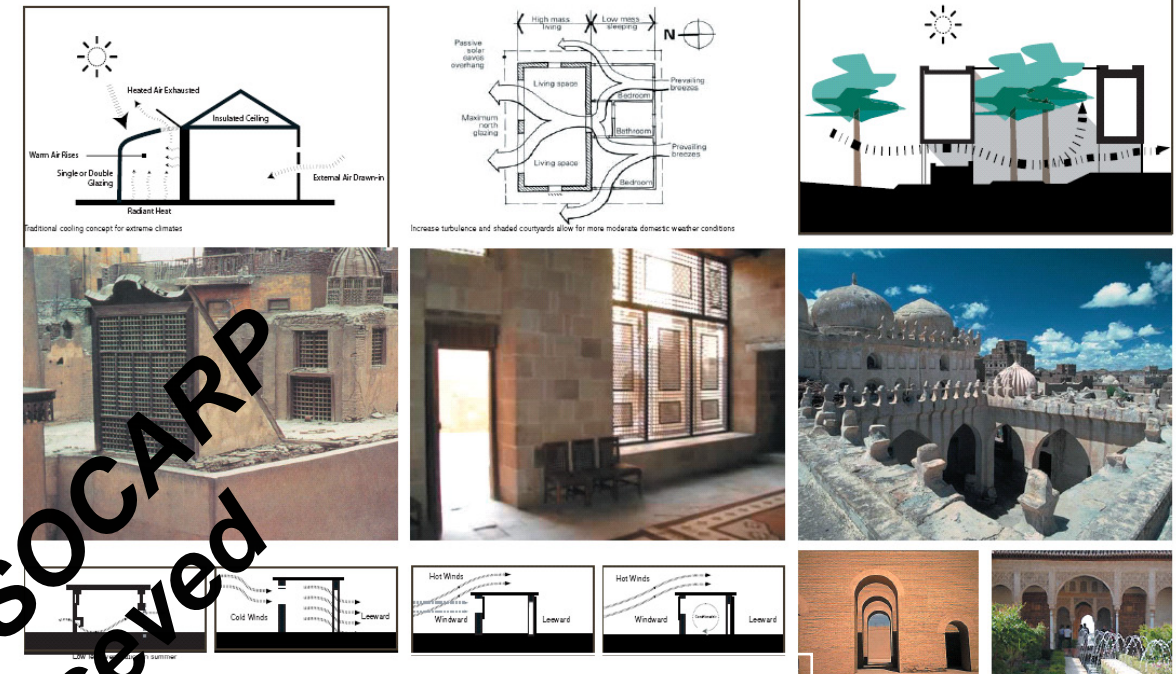 Heated Air Exhausted
Insulated Ceiling
Warm Air Rises
Single or Double
Glazing
External Air Drawn-in
Radiant Heat
Traditional cooling concept for extreme climates
High mass
living
Low mass
sleeping
N
Passive
solar
eaves
overhang
Living space
Prevailing
breezes
Bedroom
Maximum
north
glazing
Bathroom
Prevailing
breezes
Living space
Bedroom
Increase turbulence and shaded courtyards allow for more moderate domestic weather conditions
SOCARP
served
Cold Winds
Leeward
summer
Hot Winds
Windward
Leeward
Hot Winds
Windward
Leeward